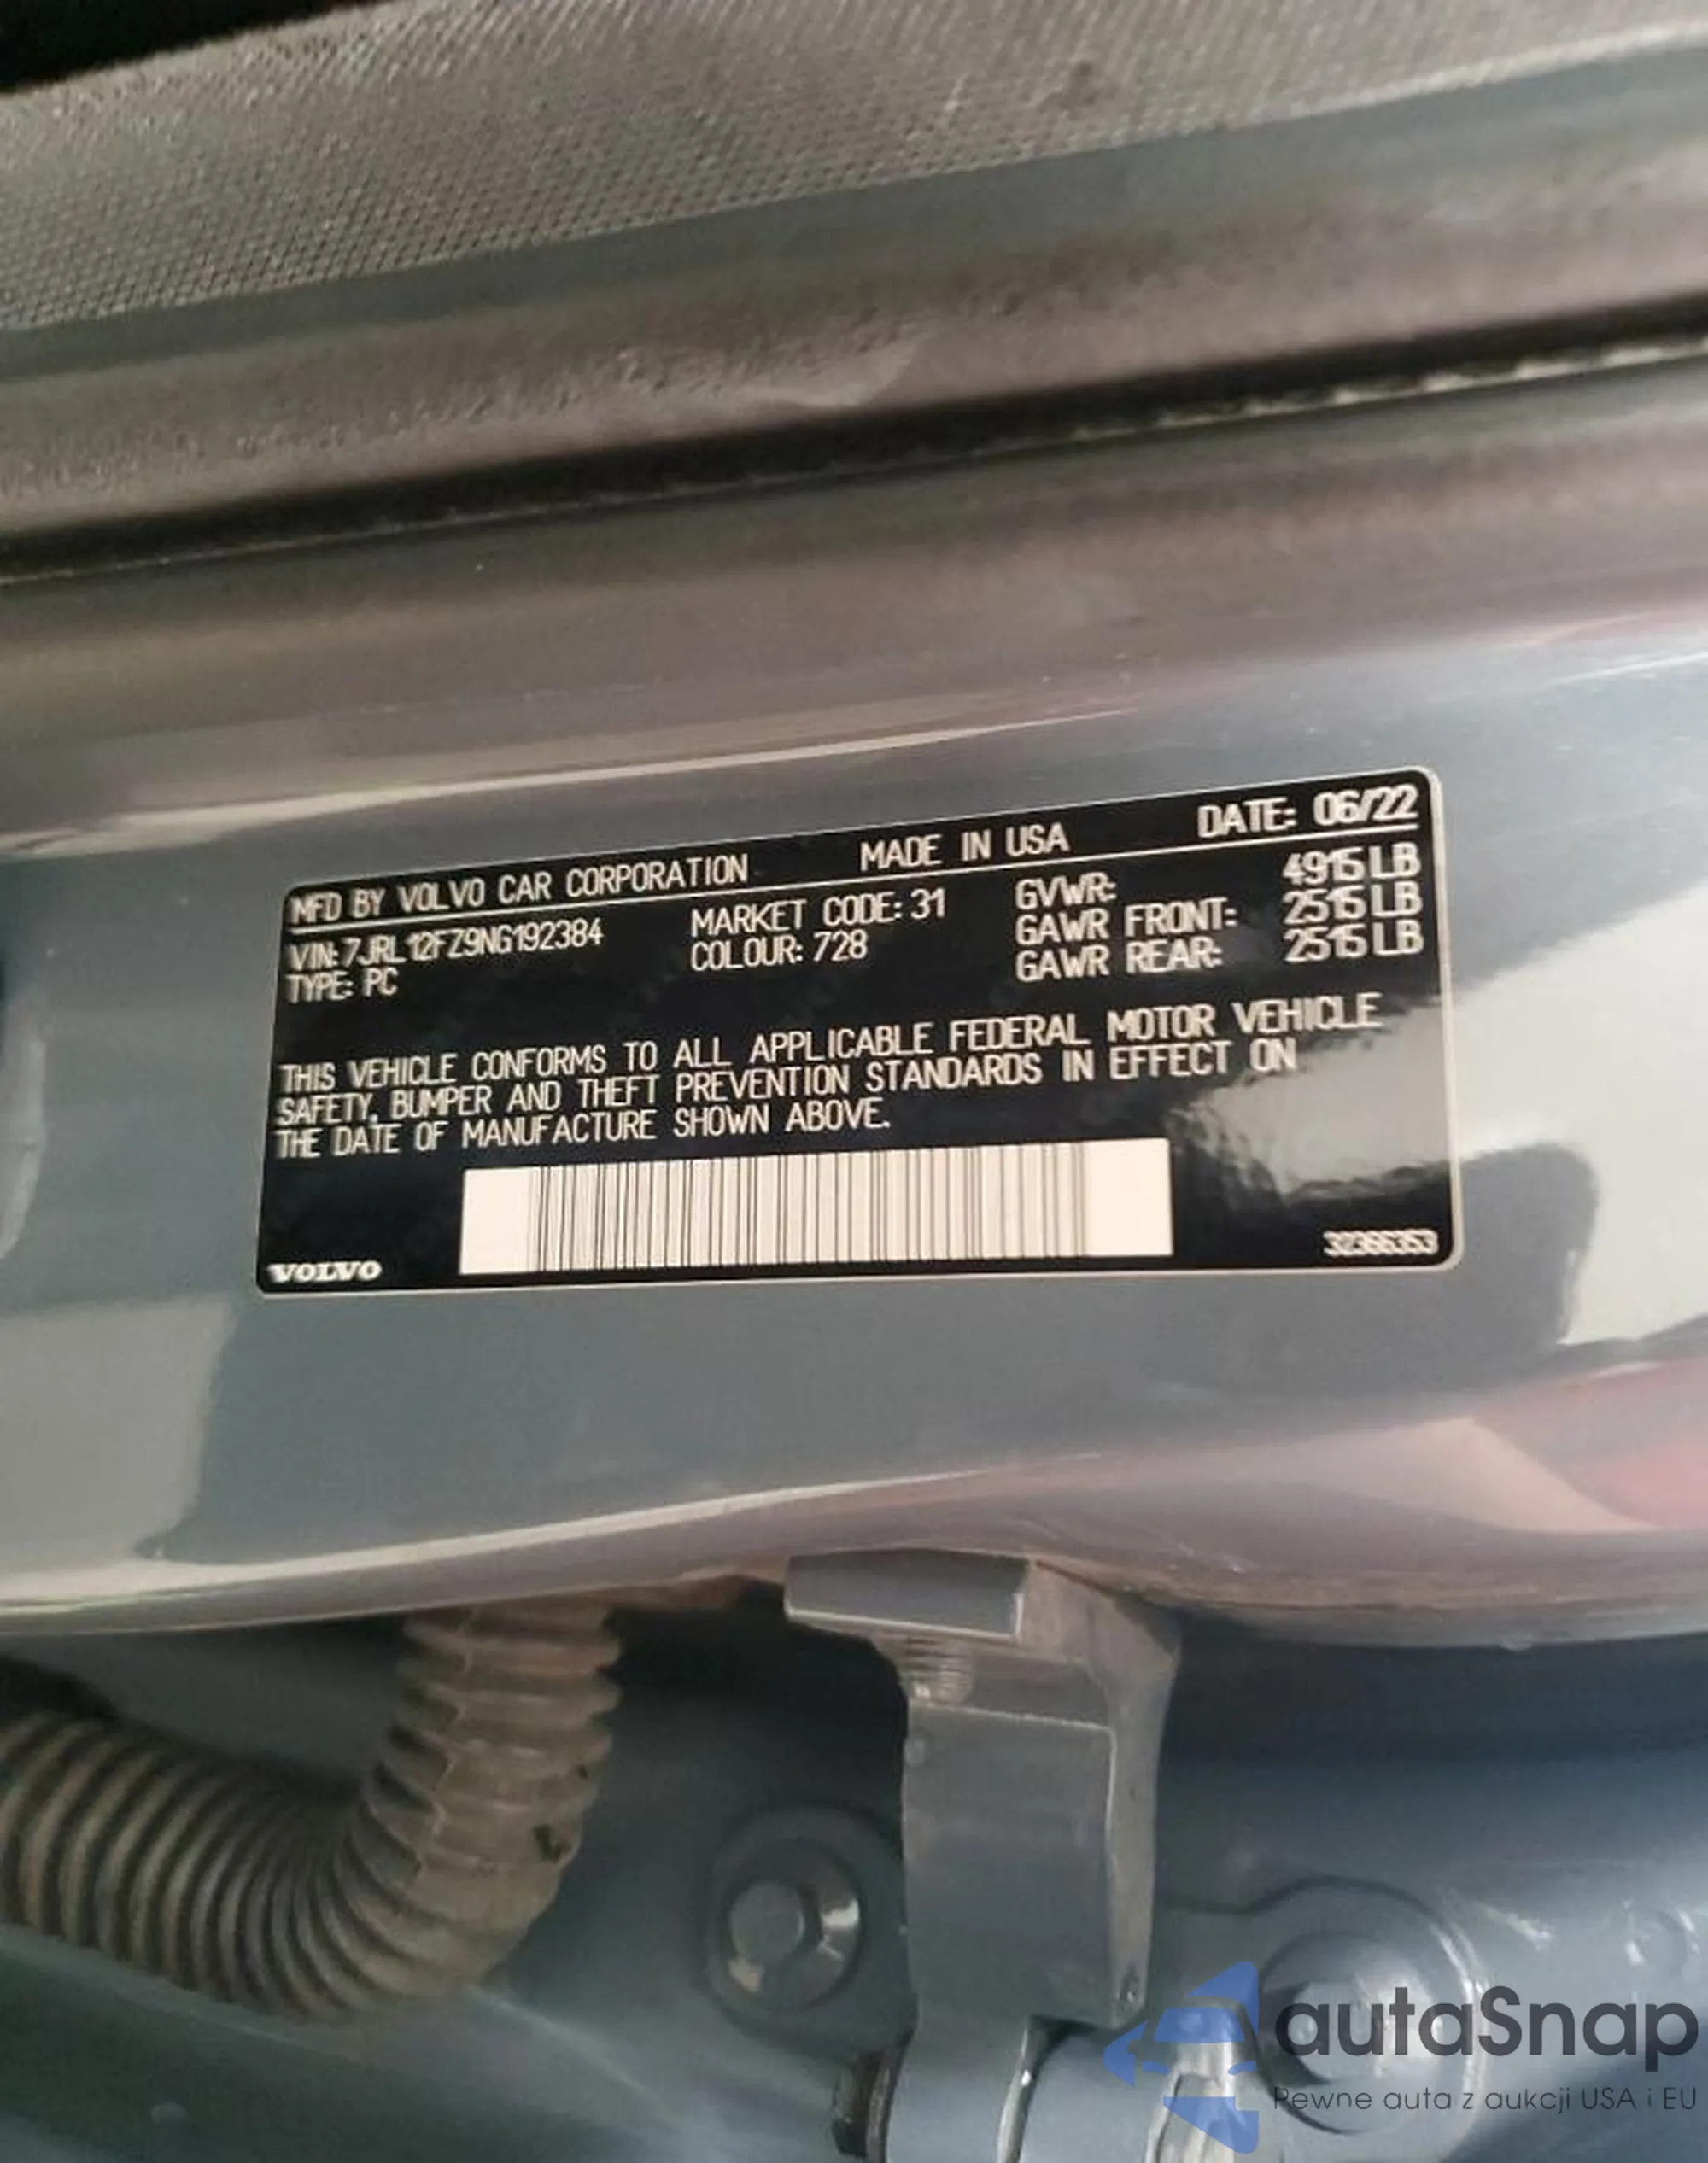 MFD BY VOLVO CAR CORPORATION MADE IN USA DATE: 06/22
VIN: 7JRL12FZ9NG192384 MARKET CODE: 31 GVWR: 4915 LB
TYPE: PC COLOUR: 728 GAWR FRONT: 2515 LB
GAWR REAR: 2515 LB
THIS VEHICLE CONFORMS TO ALL APPLICABLE FEDERAL MOTOR VEHICLE
SAFETY, BUMPER AND THEFT PREVENTION STANDARDS IN EFFECT ON
THE DATE OF MANUFACTURE SHOWN ABOVE.
VOLVO 32366353
autaSnap
Pewne auta z aukcji USA i EU